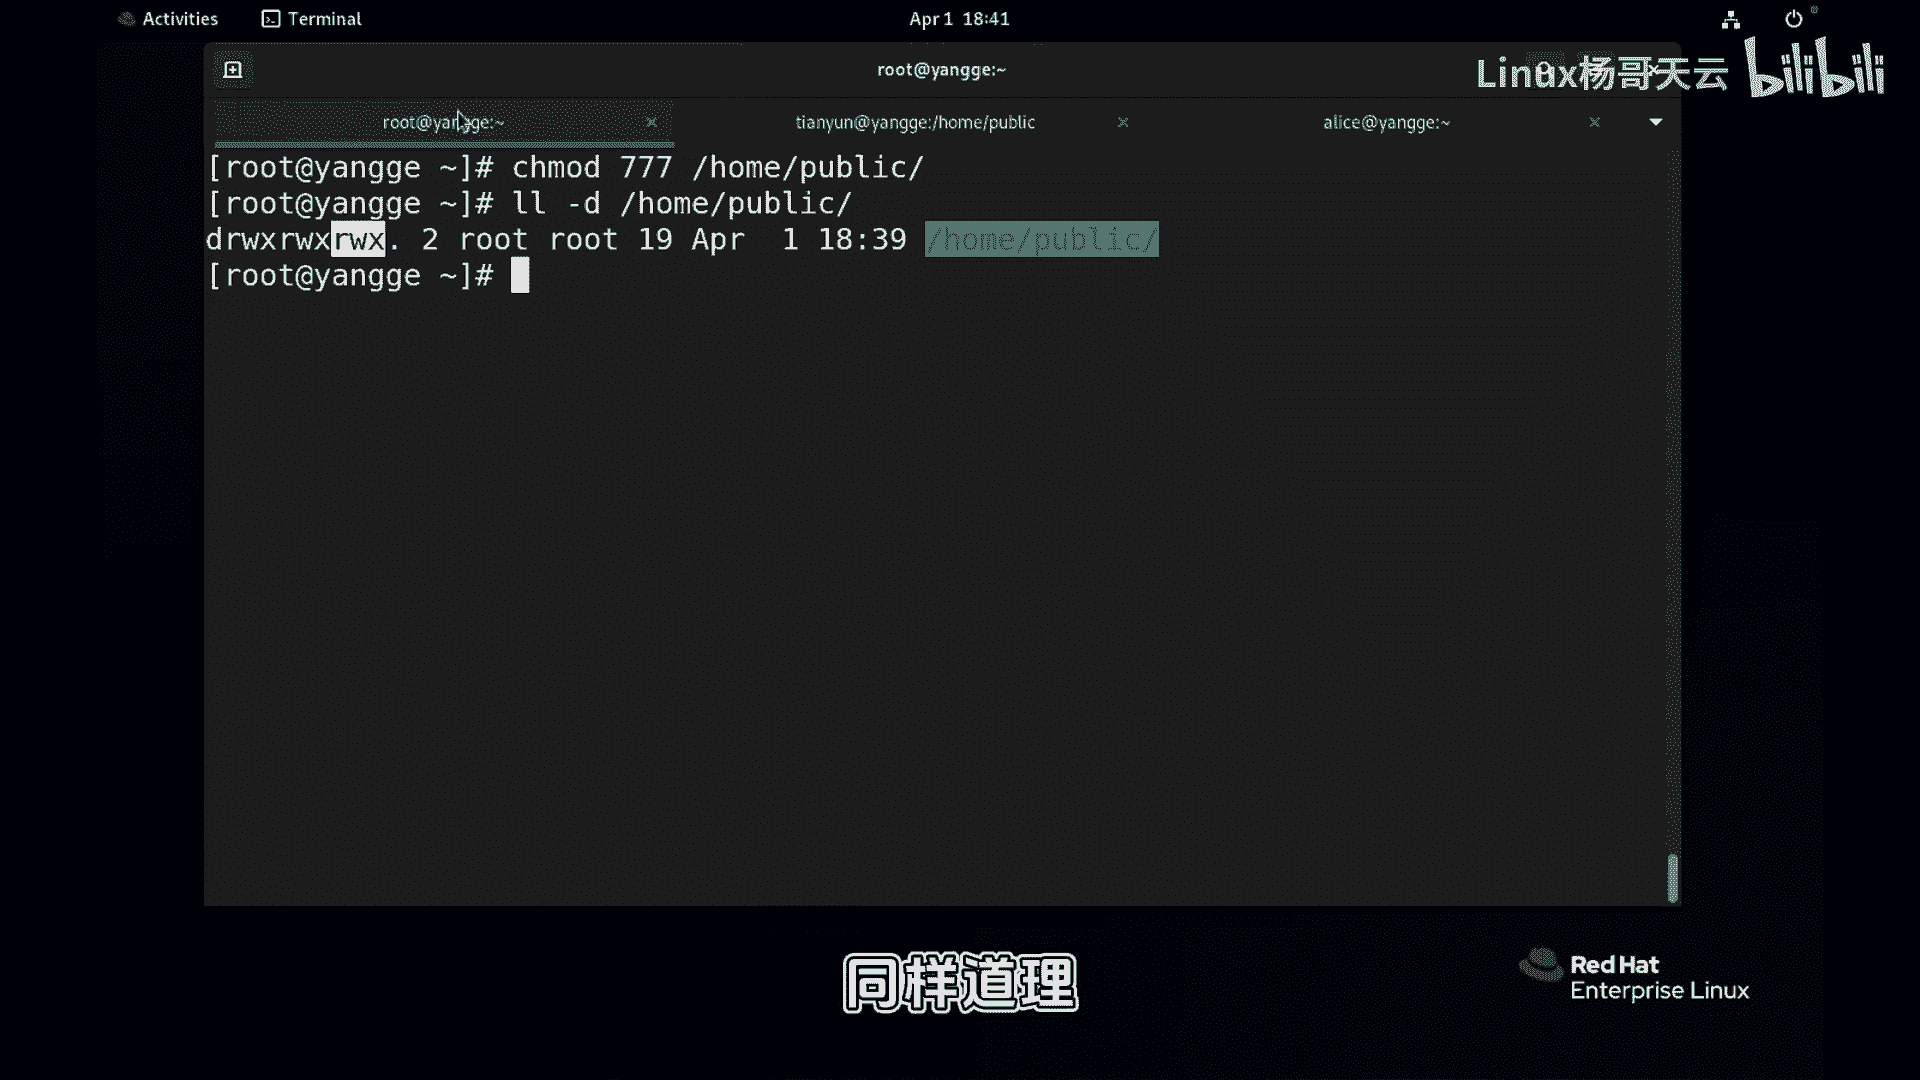 Activities Terminal Apr 1 18:41
root@yangge:~
Linux杨哥天云 bilibili
root@yangge:~ tianyun@yangge:/home/public alice@yangge:~
[root@yangge ~]# chmod 777 /home/public/
[root@yangge ~]# ll -d /home/public/
drwxrwxrwx. 2 root root 19 Apr  1 18:39 /home/public/
[root@yangge ~]#
同样道理
Red Hat
Enterprise Linux